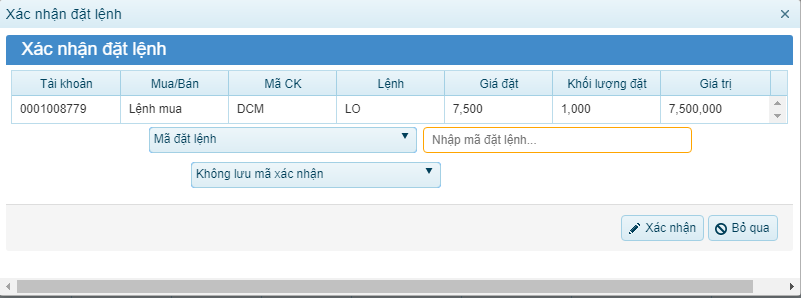 Xác nhận đặt lệnh
Xác nhận đặt lệnh
Tài khoản Mua/Bán Mã CK Lệnh Giá đặt Khối lượng đặt Giá trị
0001008779 Lệnh mua DCM LO 7,500 1,000 7,500,000
Mã đặt lệnh Nhập mã đặt lệnh...
Không lưu mã xác nhận
Xác nhận Bỏ qua